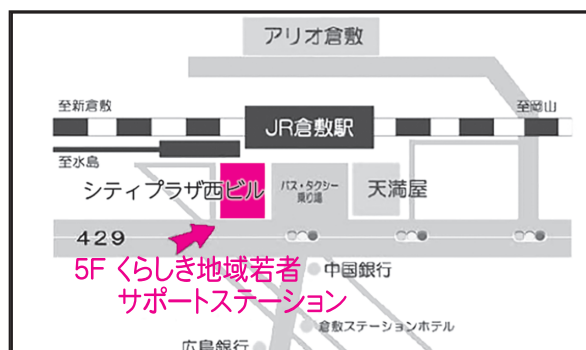 アリオ倉敷
至新倉敷
至岡山
JR倉敷駅
至水島
シティプラザ西ビル
バス・タクシー
乗り場
天満屋
429
5F くらしき地域若者
サポートステーション
中国銀行
倉敷ステーションホテル
広島銀行